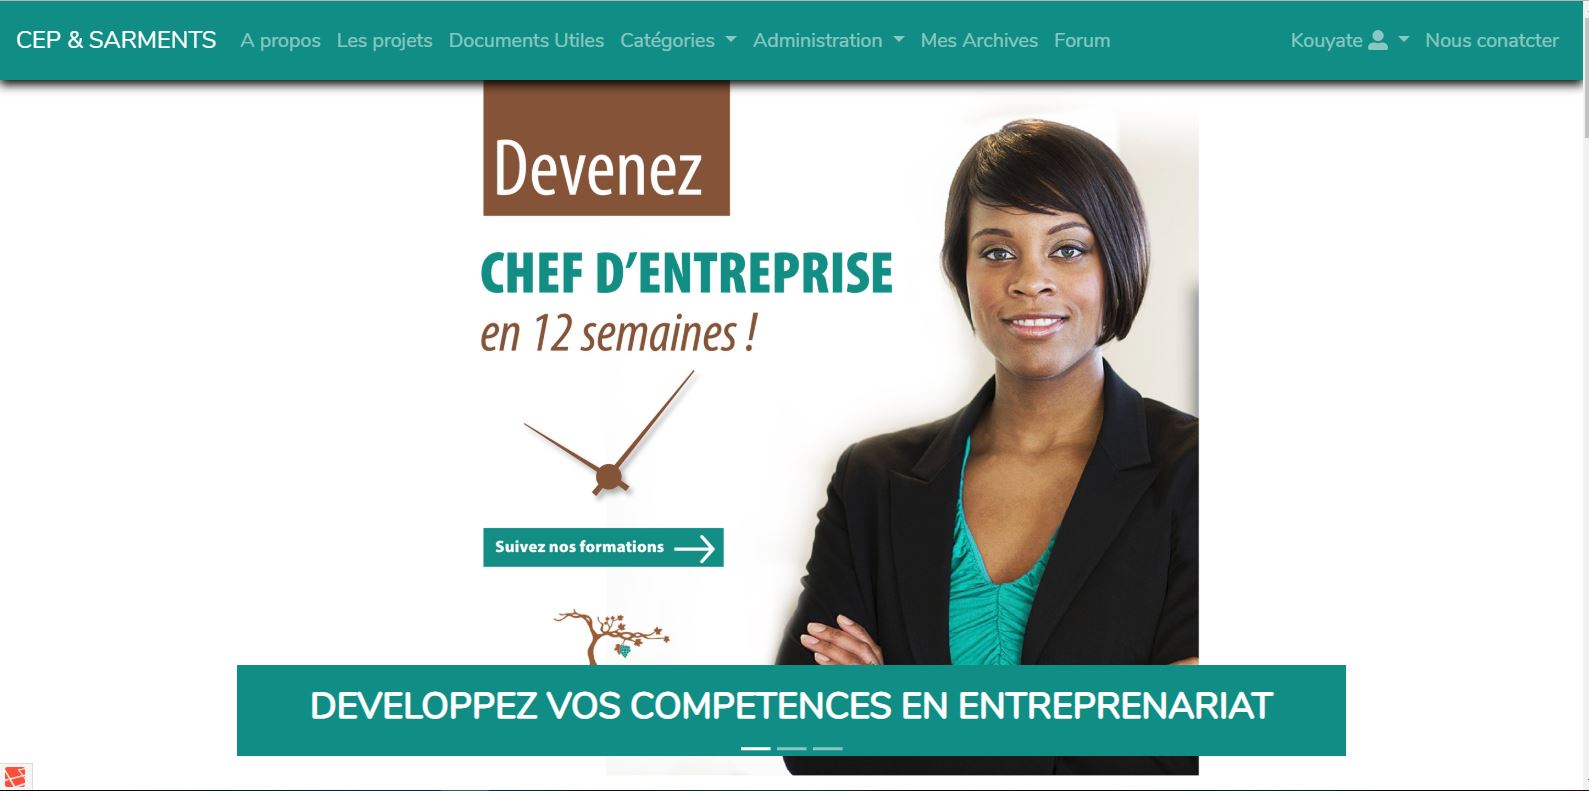 CEP & SARMENTS A propos Les projets Documents Utiles Catégories Administration Mes Archives Forum Kouyate Nous conatcter
Devenez
CHEF D'ENTREPRISE
en 12 semaines !
Suivez nos formations
DEVELOPPEZ VOS COMPETENCES EN ENTREPRENARIAT